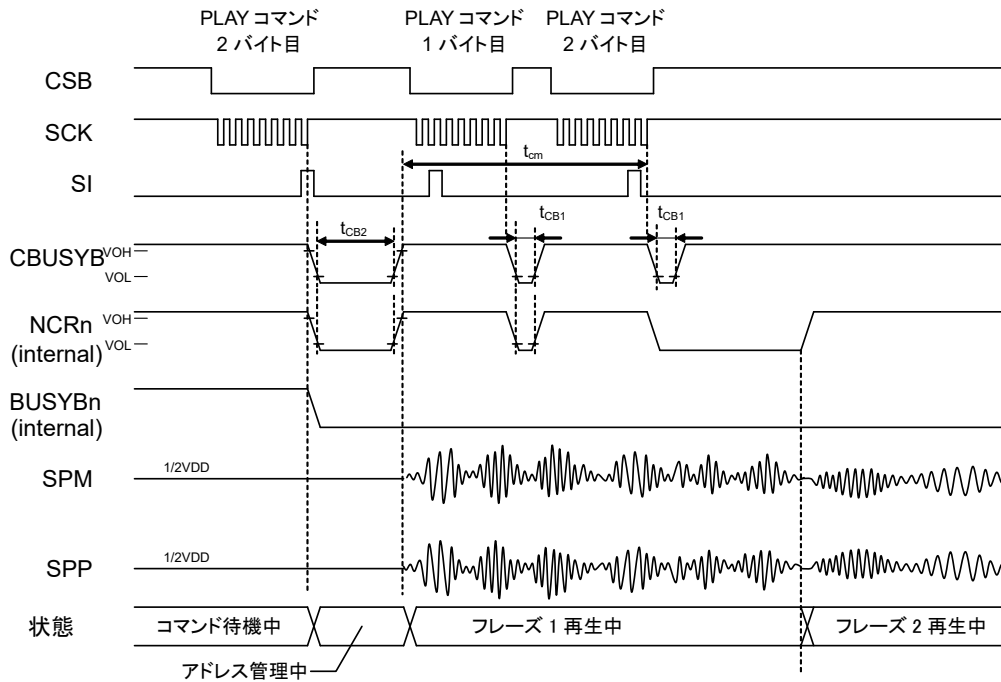 PLAY コマンド
2 バイト目
PLAY コマンド
1 バイト目
PLAY コマンド
2 バイト目
CSB
SCK
tcm
SI
tCB2
tCB1
tCB1
CBUSYB
VOH
VOL
NCRn
(internal)
VOH
VOL
BUSYBn
(internal)
SPM
1/2VDD
SPP
1/2VDD
状態
コマンド待機中
フレーズ 1 再生中
フレーズ 2 再生中
アドレス管理中